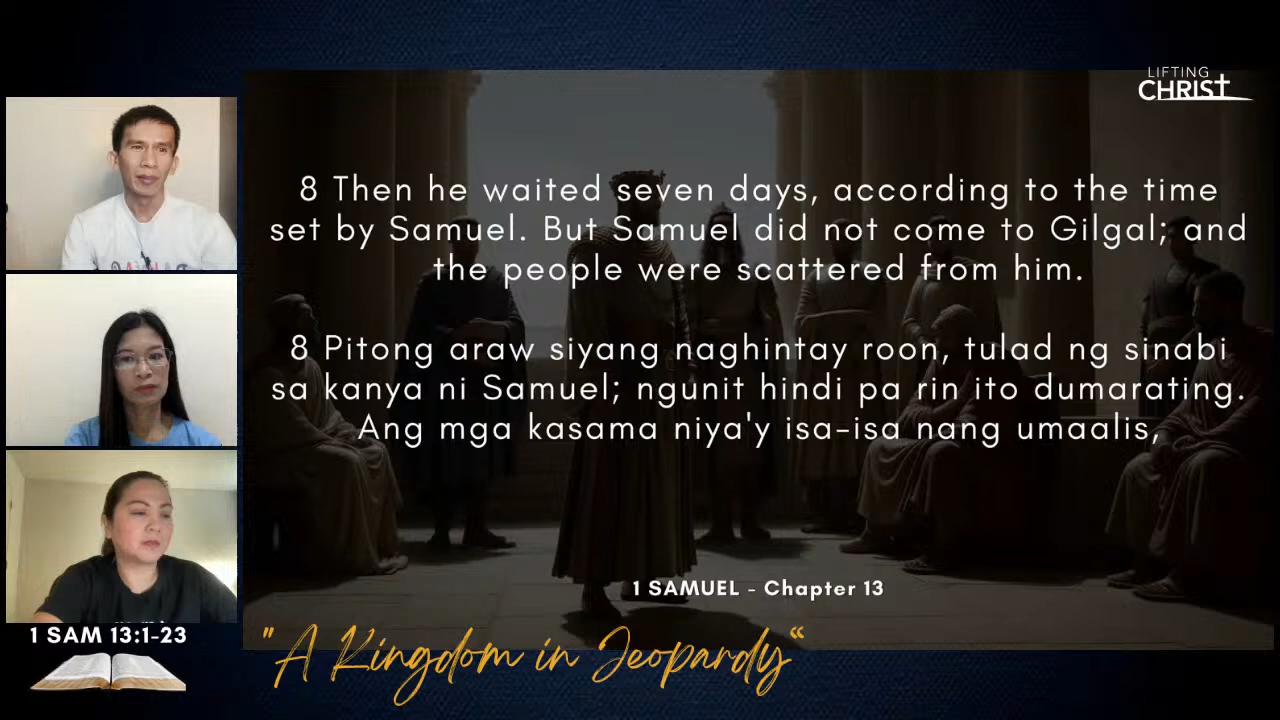 LIFTING
CHRIST
8 Then he waited seven days, according to the time
set by Samuel. But Samuel did not come to Gilgal; and
the people were scattered from him.
8 Pitong araw siyang naghintay roon, tulad ng sinabi
sa kanya ni Samuel; ngunit hindi pa rin ito dumarating.
Ang mga kasama niya'y isa-isa nang umaalis,
1 SAMUEL - Chapter 13
1 SAM 13:1-23
"A Kingdom in Jeopardy“